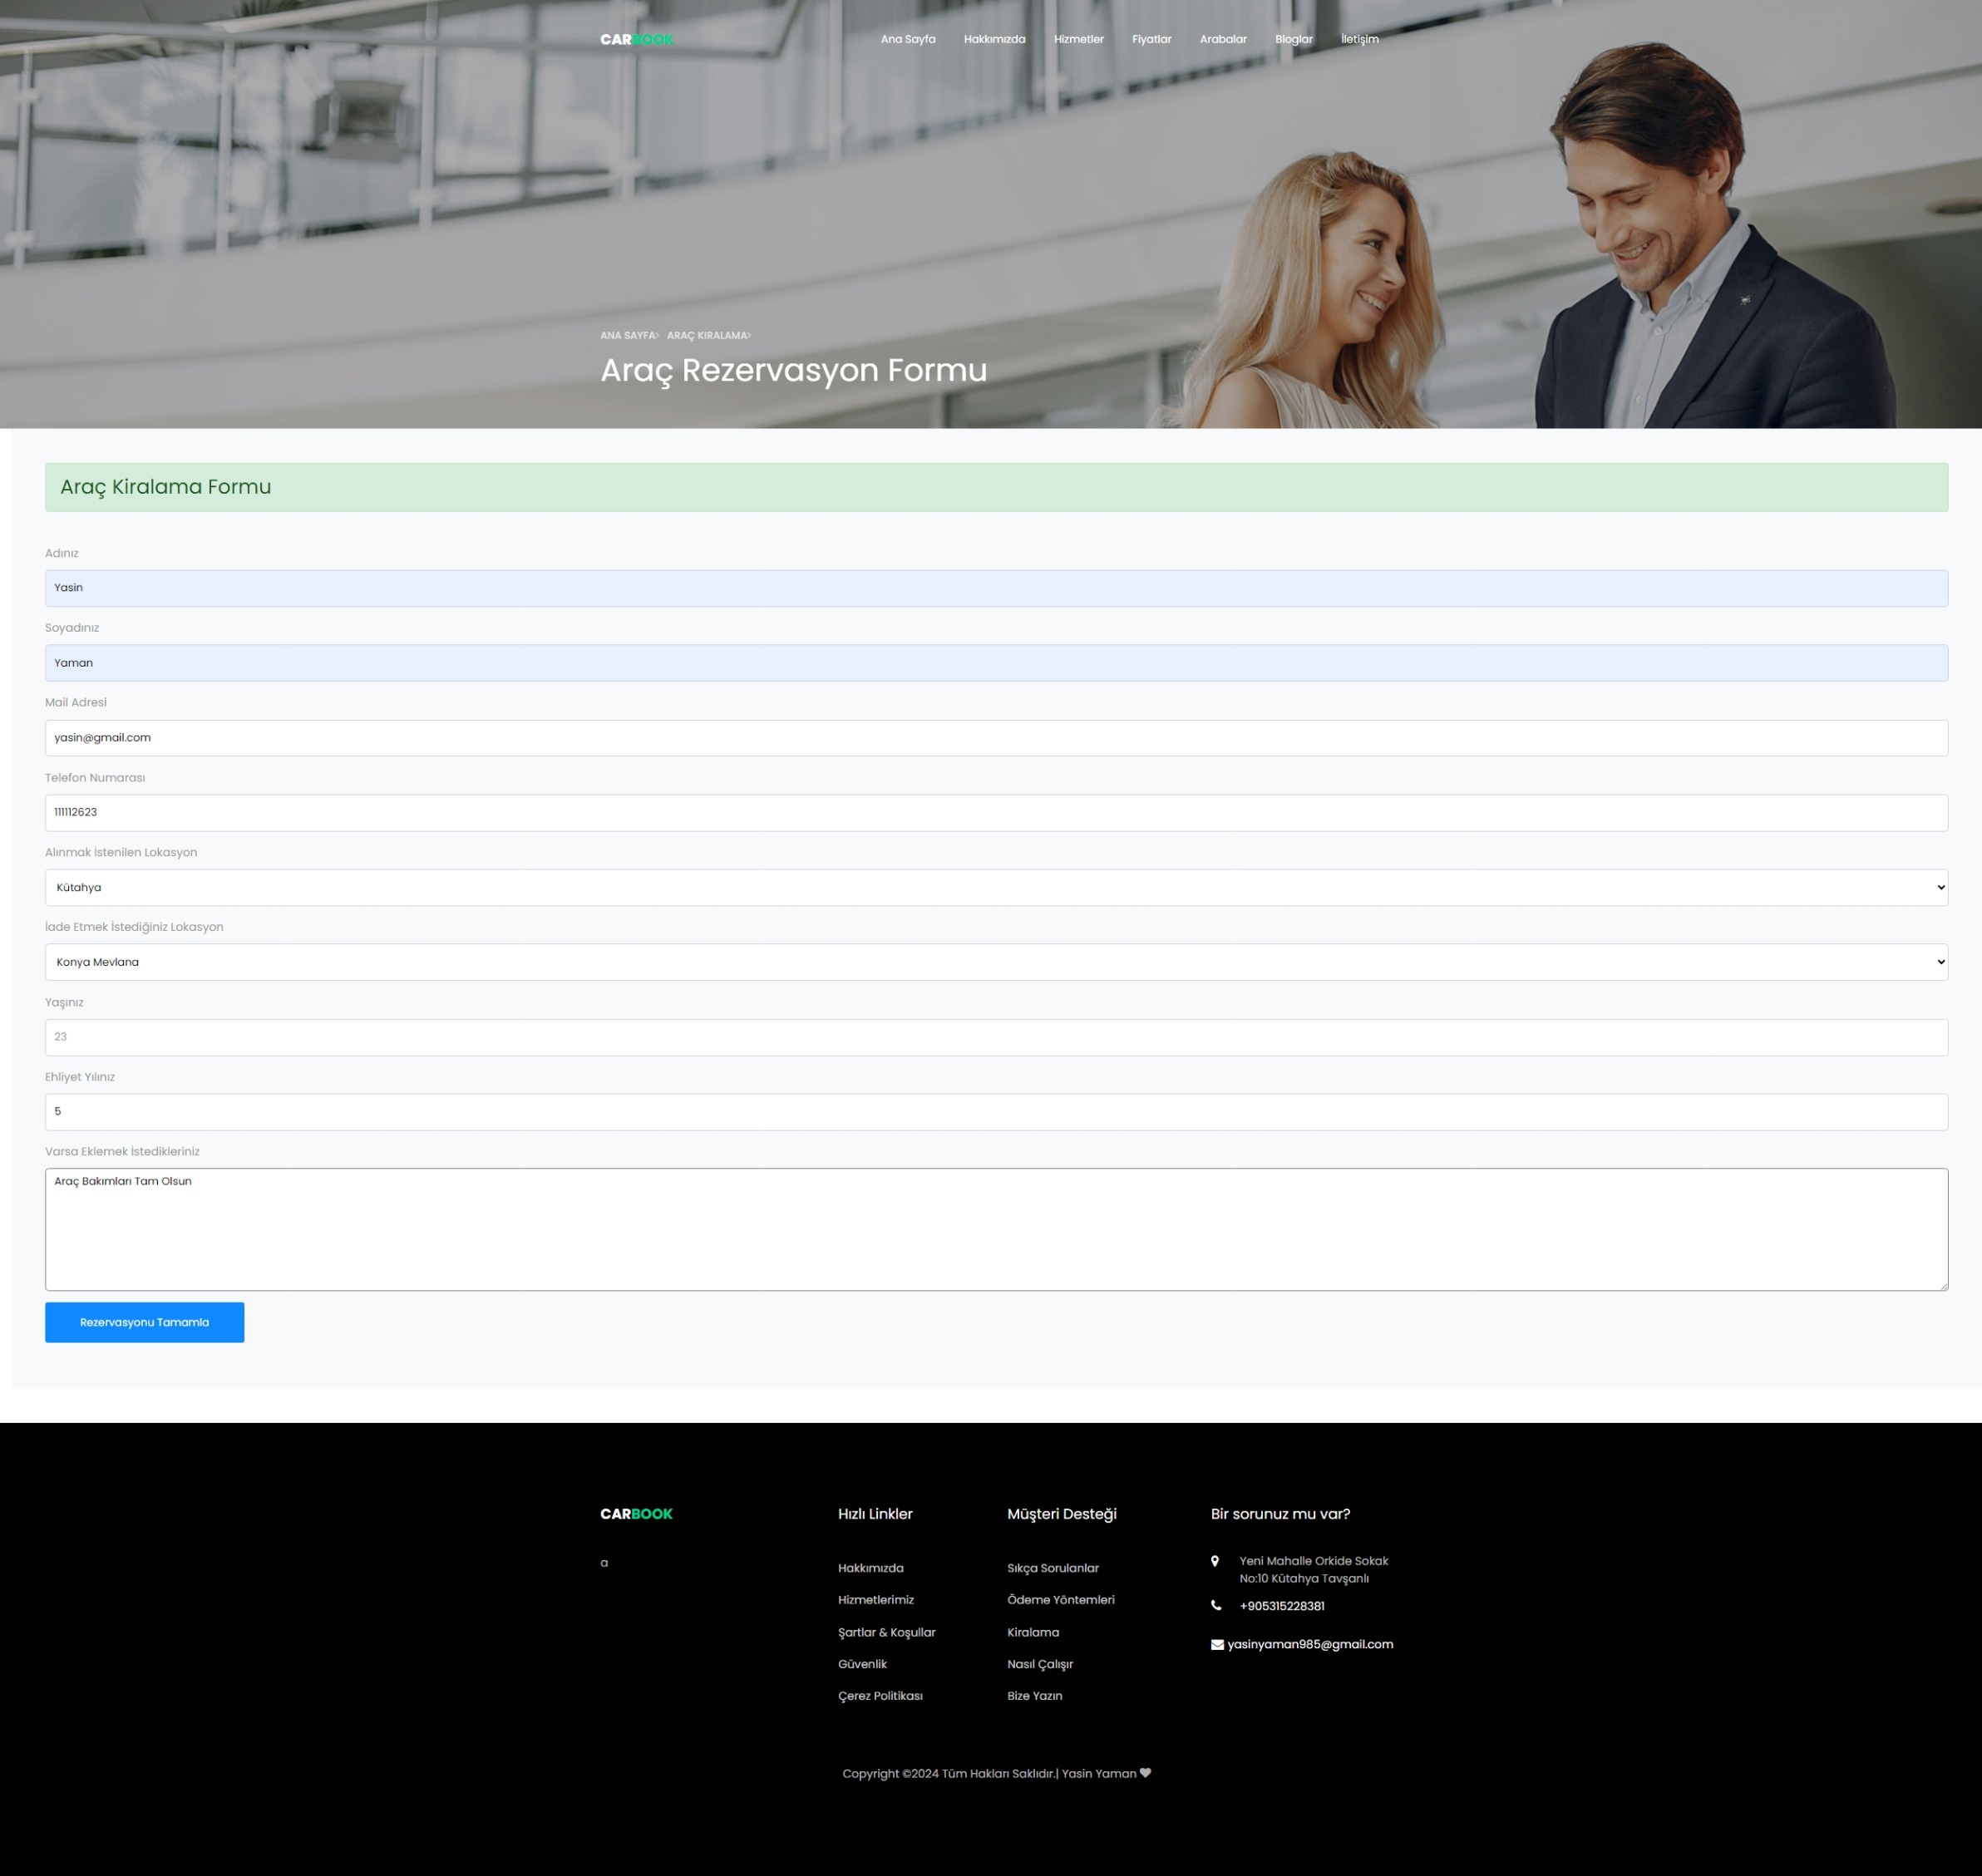 CARBOOK
Ana Sayfa Hakkımızda Hizmetler Fiyatlar Arabalar Bloglar İletişim
ANA SAYFA ARAÇ KIRALAMA
Araç Rezervasyon Formu
Araç Kiralama Formu
Adınız
Yasin
Soyadınız
Yaman
Mail Adresi
yasin@gmail.com
Telefon Numarası
111112623
Alınmak İstenilen Lokasyon
Kütahya
İade Etmek İstediğiniz Lokasyon
Konya Mevlana
Yaşınız
23
Ehliyet Yılınız
5
Varsa Eklemek İstedikleriniz
Araç Bakımları Tam Olsun
Rezervasyonu Tamamla
CARBOOK
a
Hızlı Linkler
Hakkımızda
Hizmetlerimiz
Şartlar & Koşullar
Güvenlik
Çerez Politikası
Müşteri Desteği
Sıkça Sorulanlar
Ödeme Yöntemleri
Kiralama
Nasıl Çalışır
Bize Yazın
Bir sorunuz mu var?
Yeni Mahalle Orkide Sokak
No:10 Kütahya Tavşanlı
+905315228381
yasinyaman985@gmail.com
Copyright ©2024 Tüm Hakları Saklıdır.| Yasin Yaman